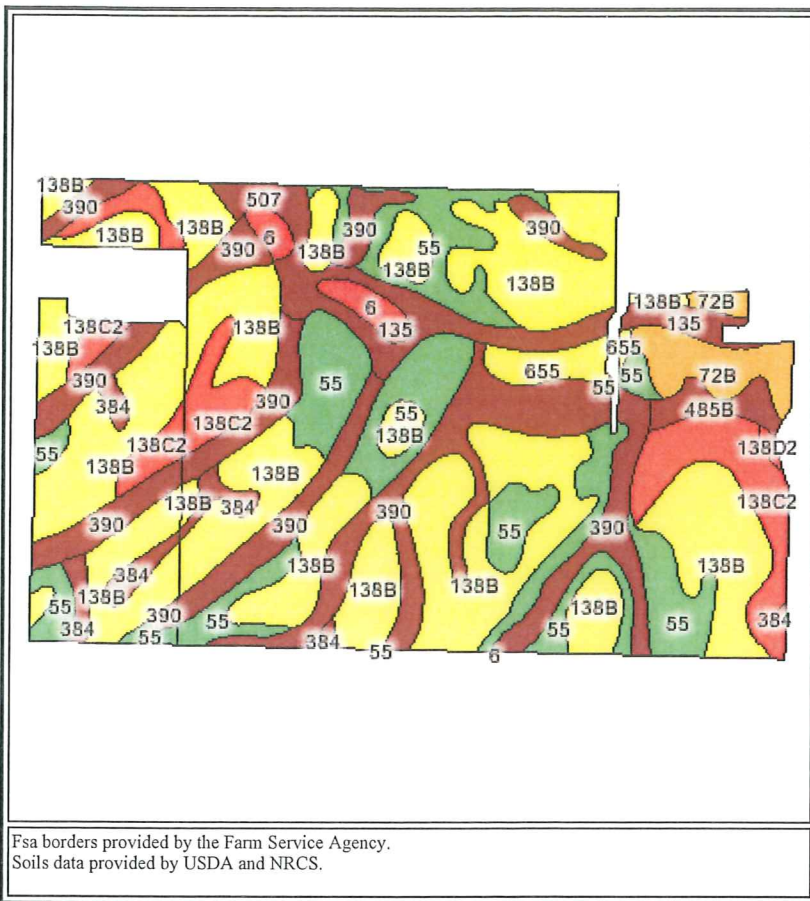 138B
507
390
138B
138B
6
390
138B
390
55
138B
390
138B
138B
72B
6
135
138C2
138B
138B
135
655
655
390
384
55
55
55
72B
390
138C2
55
138B
485B
138C2
138D2
55
138B
138B
138B
384
390
390
138C2
390
55
390
384
138B
138B
138B
138B
138B
55
384
390
55
55
384
55
6
138B
55
55
384
Fsa borders provided by the Farm Service Agency.
Soils data provided by USDA and NRCS.